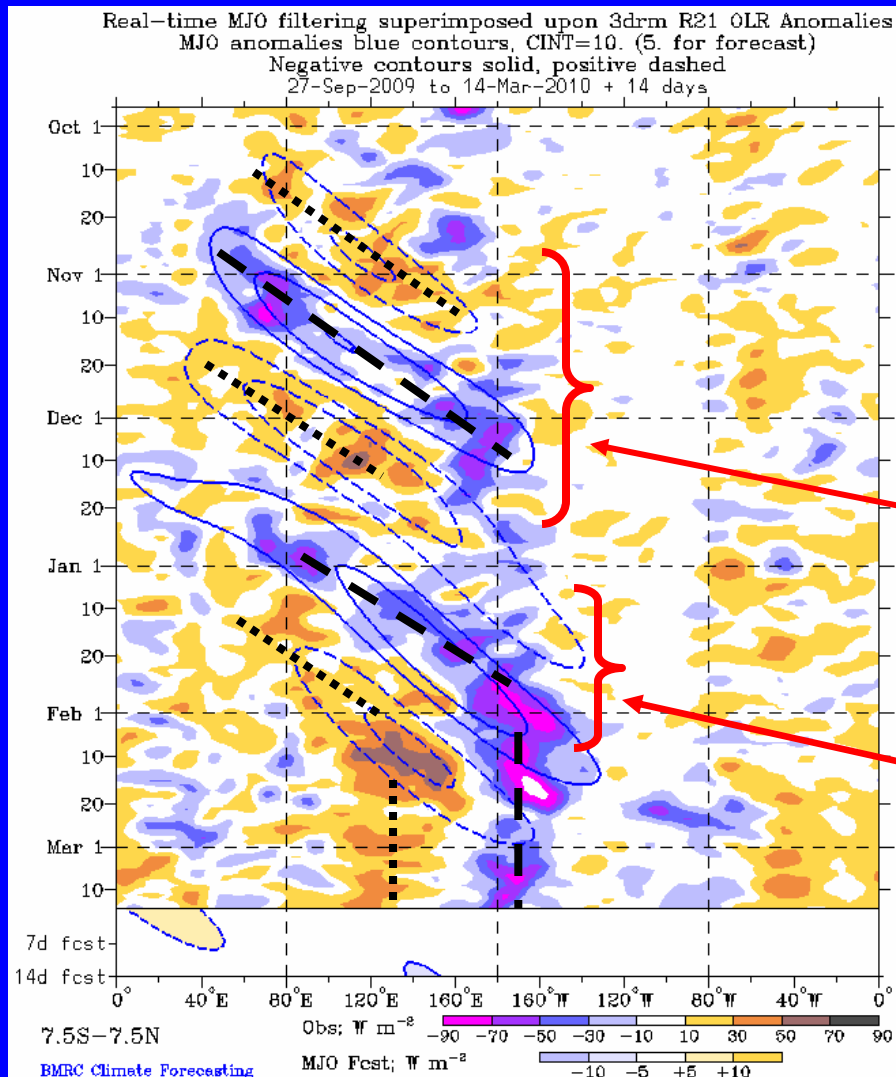 Real-time MJO filtering superimposed upon 3drm R21 OLR Anomalies
MJO anomalies blue contours, CINT=10. (5. for forecast)
Negative contours solid, positive dashed
27-Sep-2009 to 14-Mar-2010 + 14 days
Oct 1
10
20
Nov 1
10
20
Dec 1
10
20
Jan 1
10
20
Feb 1
10
20
Mar 1
10
7d fcst
14d fcst
0° 40°E 80°E 120°E 160°E 160°W 120°W 80°W 40°W 0°
7.5S-7.5N
Obs; W m⁻²
-90 -70 -50 -30 -10 10 30 50 70 90
BMRC Climate Forecasting
MJO Fcst; W m⁻²
-10 -5 +5 +10